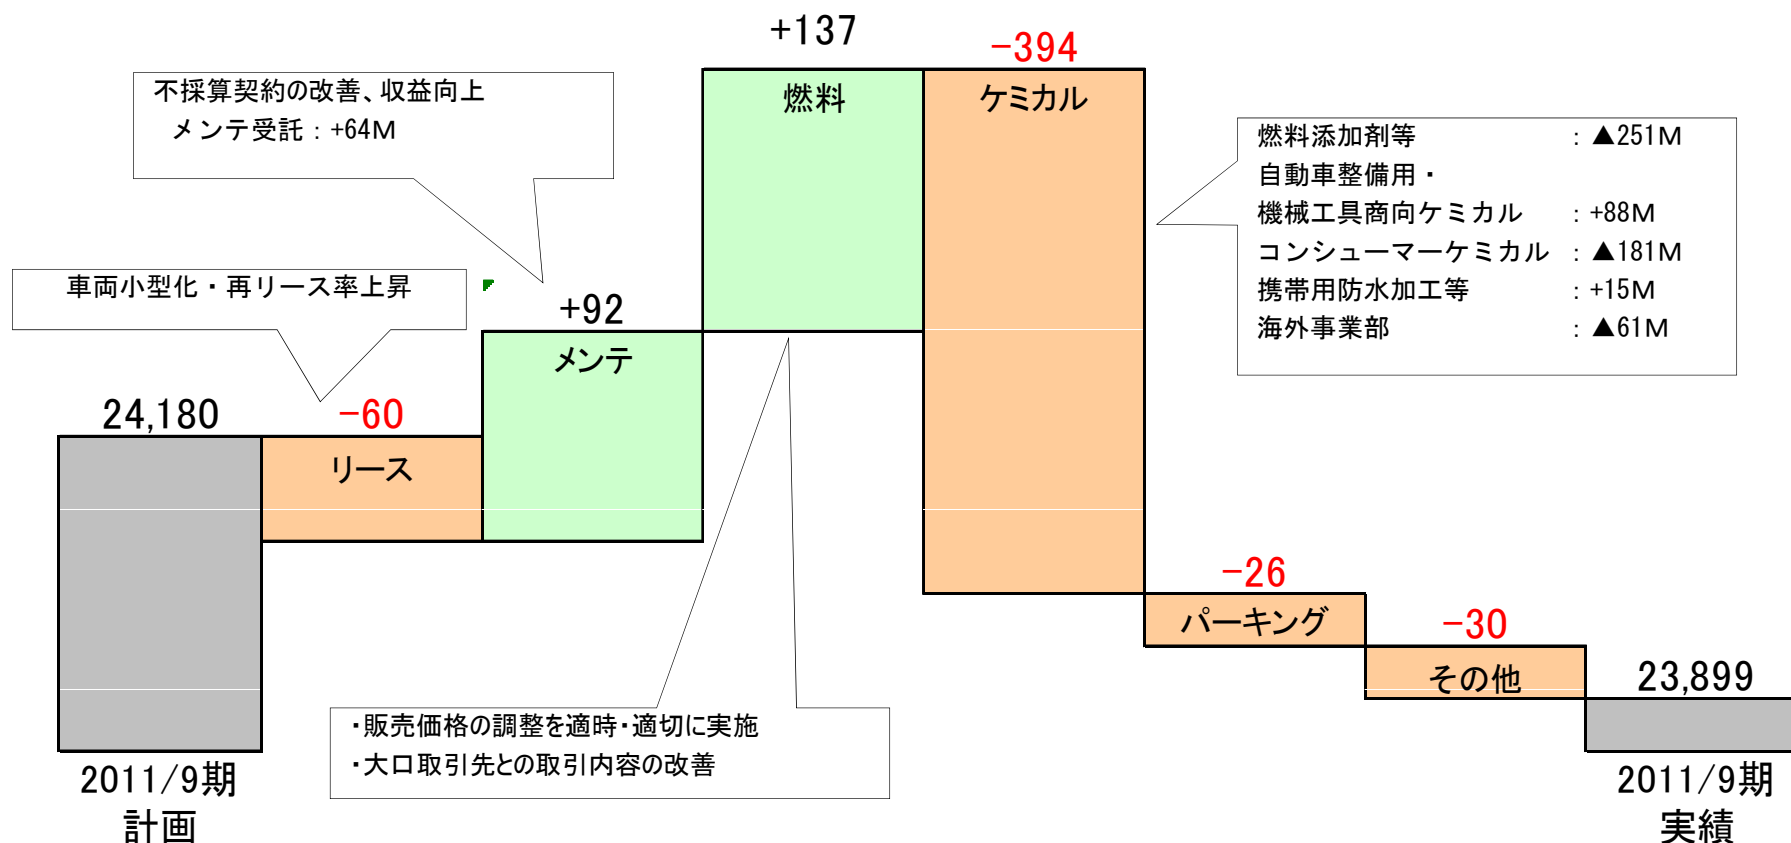 +137
-394
不採算契約の改善、収益向上
メンテ受託：+64M
燃料
ケミカル
燃料添加剤等 ：▲251M
自動車整備用・
機械工具商向ケミカル ：+88M
コンシューマーケミカル ：▲181M
携帯用防水加工等 ：+15M
海外事業部 ：▲61M
車両小型化・再リース率上昇
+92
メンテ
24,180
-60
リース
-26
パーキング
-30
その他
23,899
・販売価格の調整を適時・適切に実施
・大口取引先との取引内容の改善
2011/9期
計画
2011/9期
実績